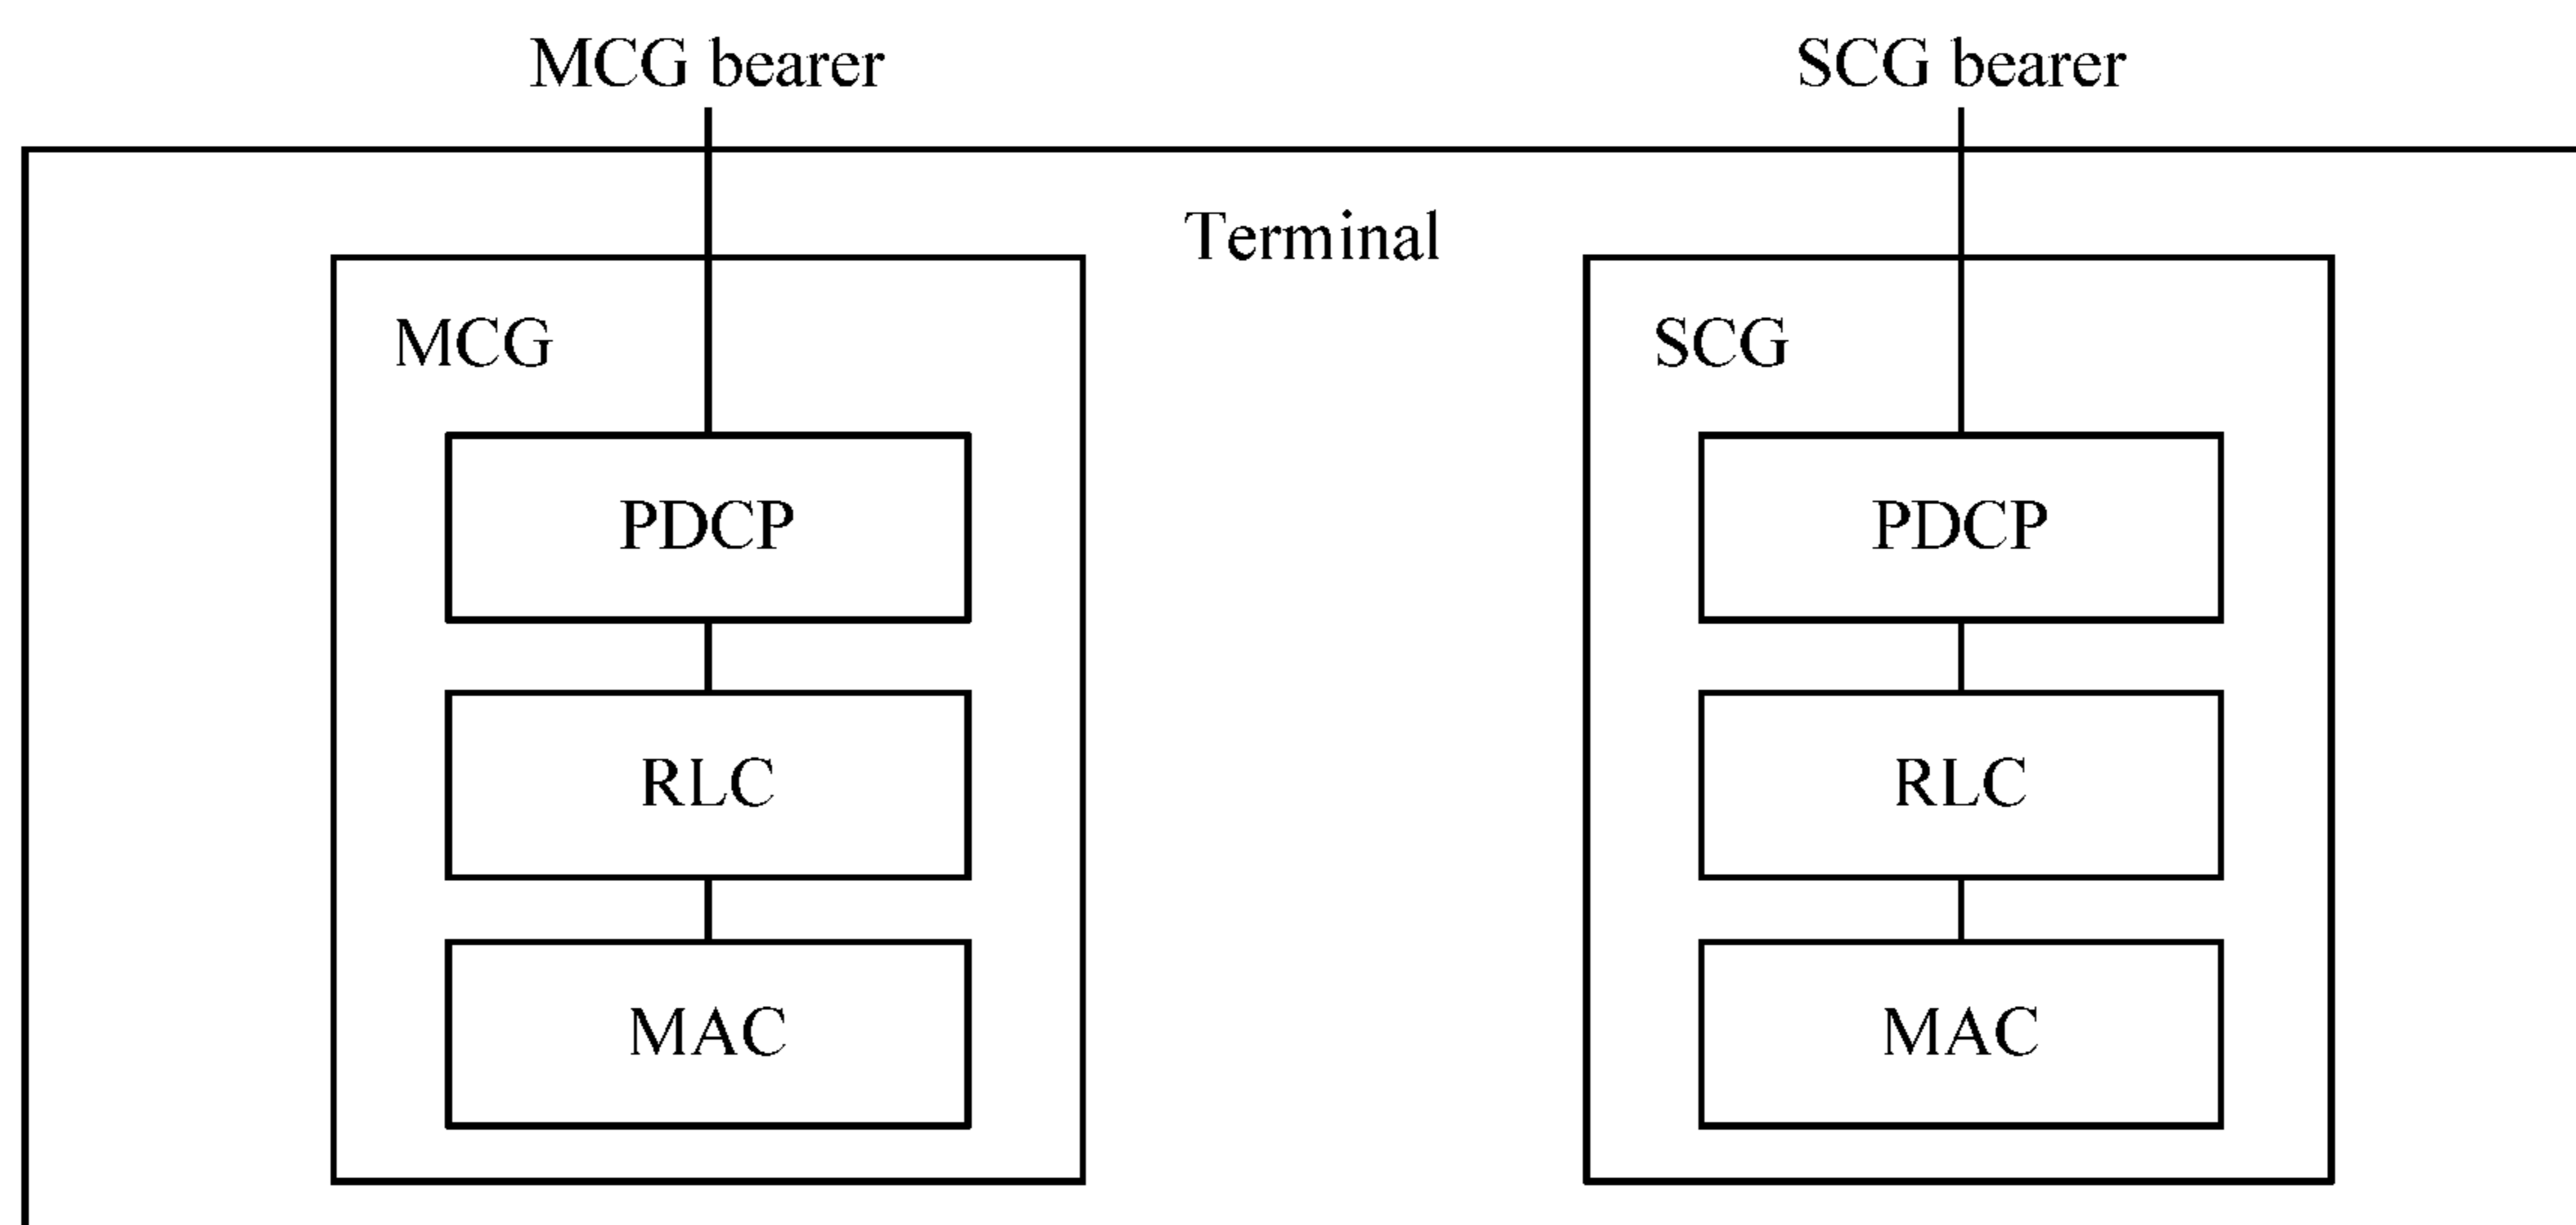 MCG bearer
SCG bearer
Terminal
MCG
SCG
PDCP
PDCP
RLC
RLC
MAC
MAC